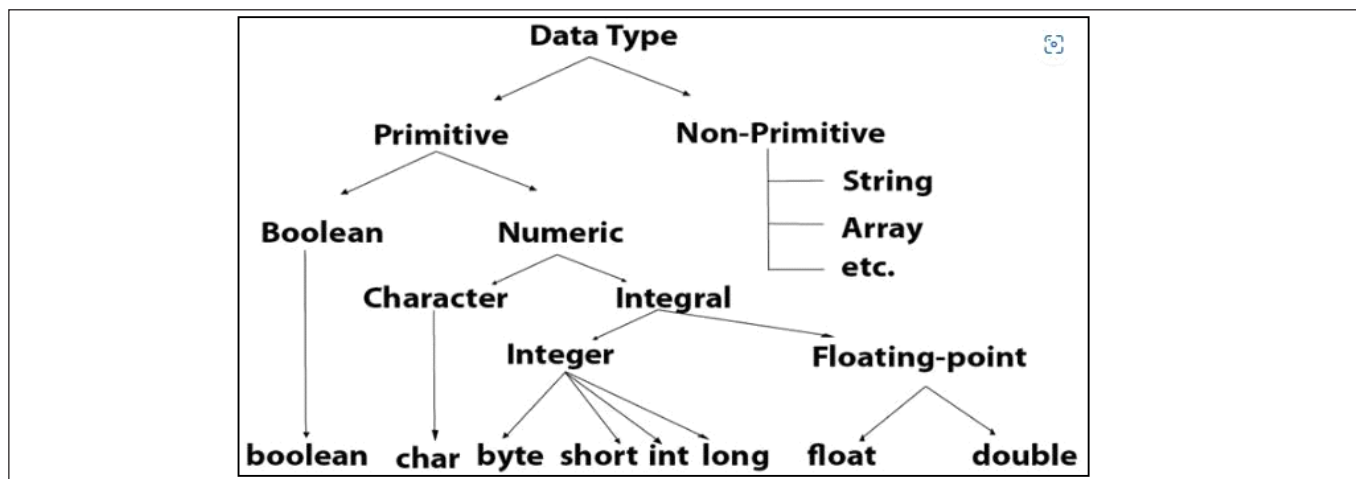 Data Type
Primitive
Non-Primitive
String
Array
etc.
Boolean
Numeric
Character
Integral
Integer
Floating-point
boolean
char
byte
short
int
long
float
double